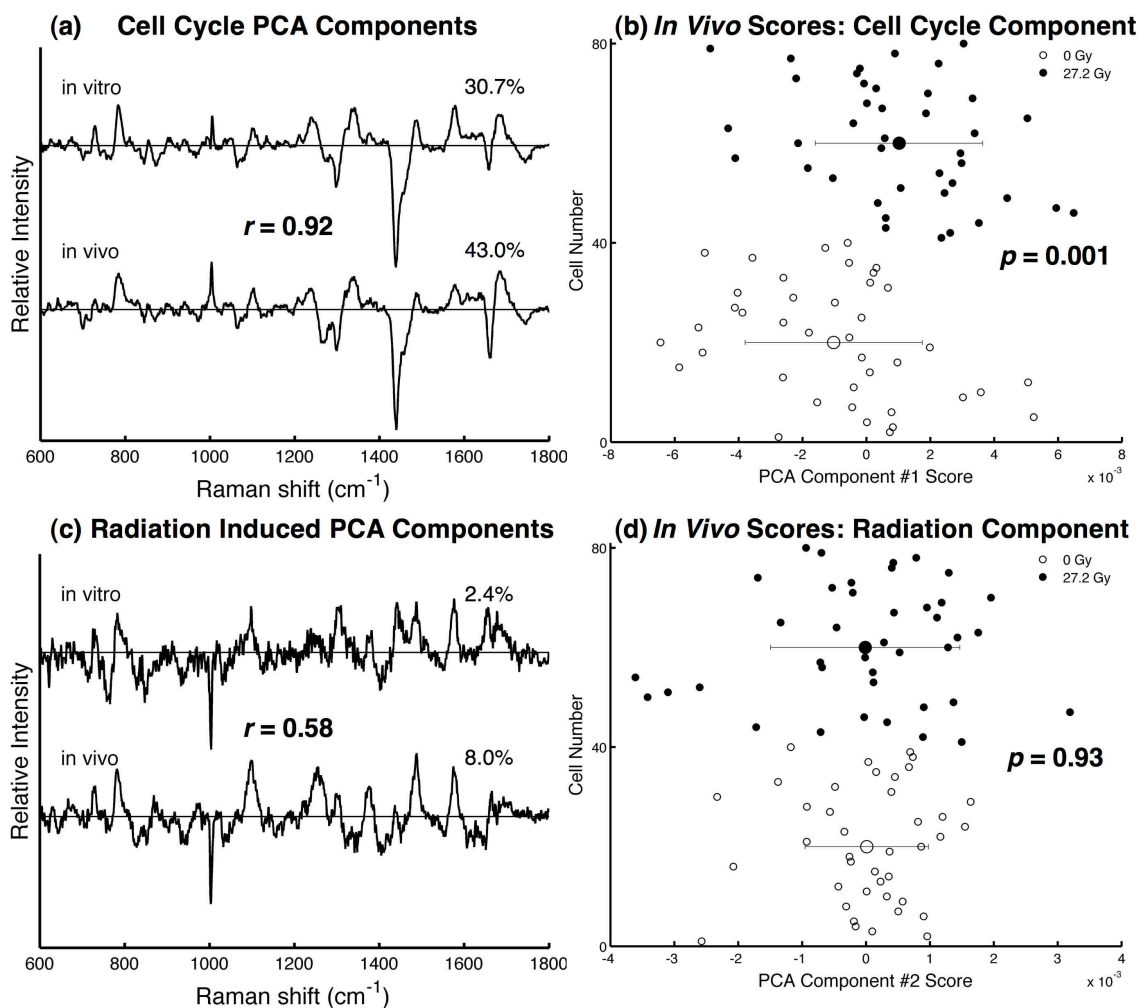 (a) Cell Cycle PCA Components
in vitro
30.7%
r = 0.92
in vivo
43.0%
Relative Intensity
600 800 1000 1200 1400 1600 1800
Raman shift (cm⁻¹)
(b) In Vivo Scores: Cell Cycle Component
0 Gy
27.2 Gy
80
40
0
Cell Number
p = 0.001
-8 -6 -4 -2 0 2 4 6 8
PCA Component #1 Score
x 10⁻³
(c) Radiation Induced PCA Components
in vitro
2.4%
r = 0.58
in vivo
8.0%
Relative Intensity
600 800 1000 1200 1400 1600 1800
Raman shift (cm⁻¹)
(d) In Vivo Scores: Radiation Component
0 Gy
27.2 Gy
80
40
0
Cell Number
p = 0.93
-4 -3 -2 -1 0 1 2 3 4
PCA Component #2 Score
x 10⁻³